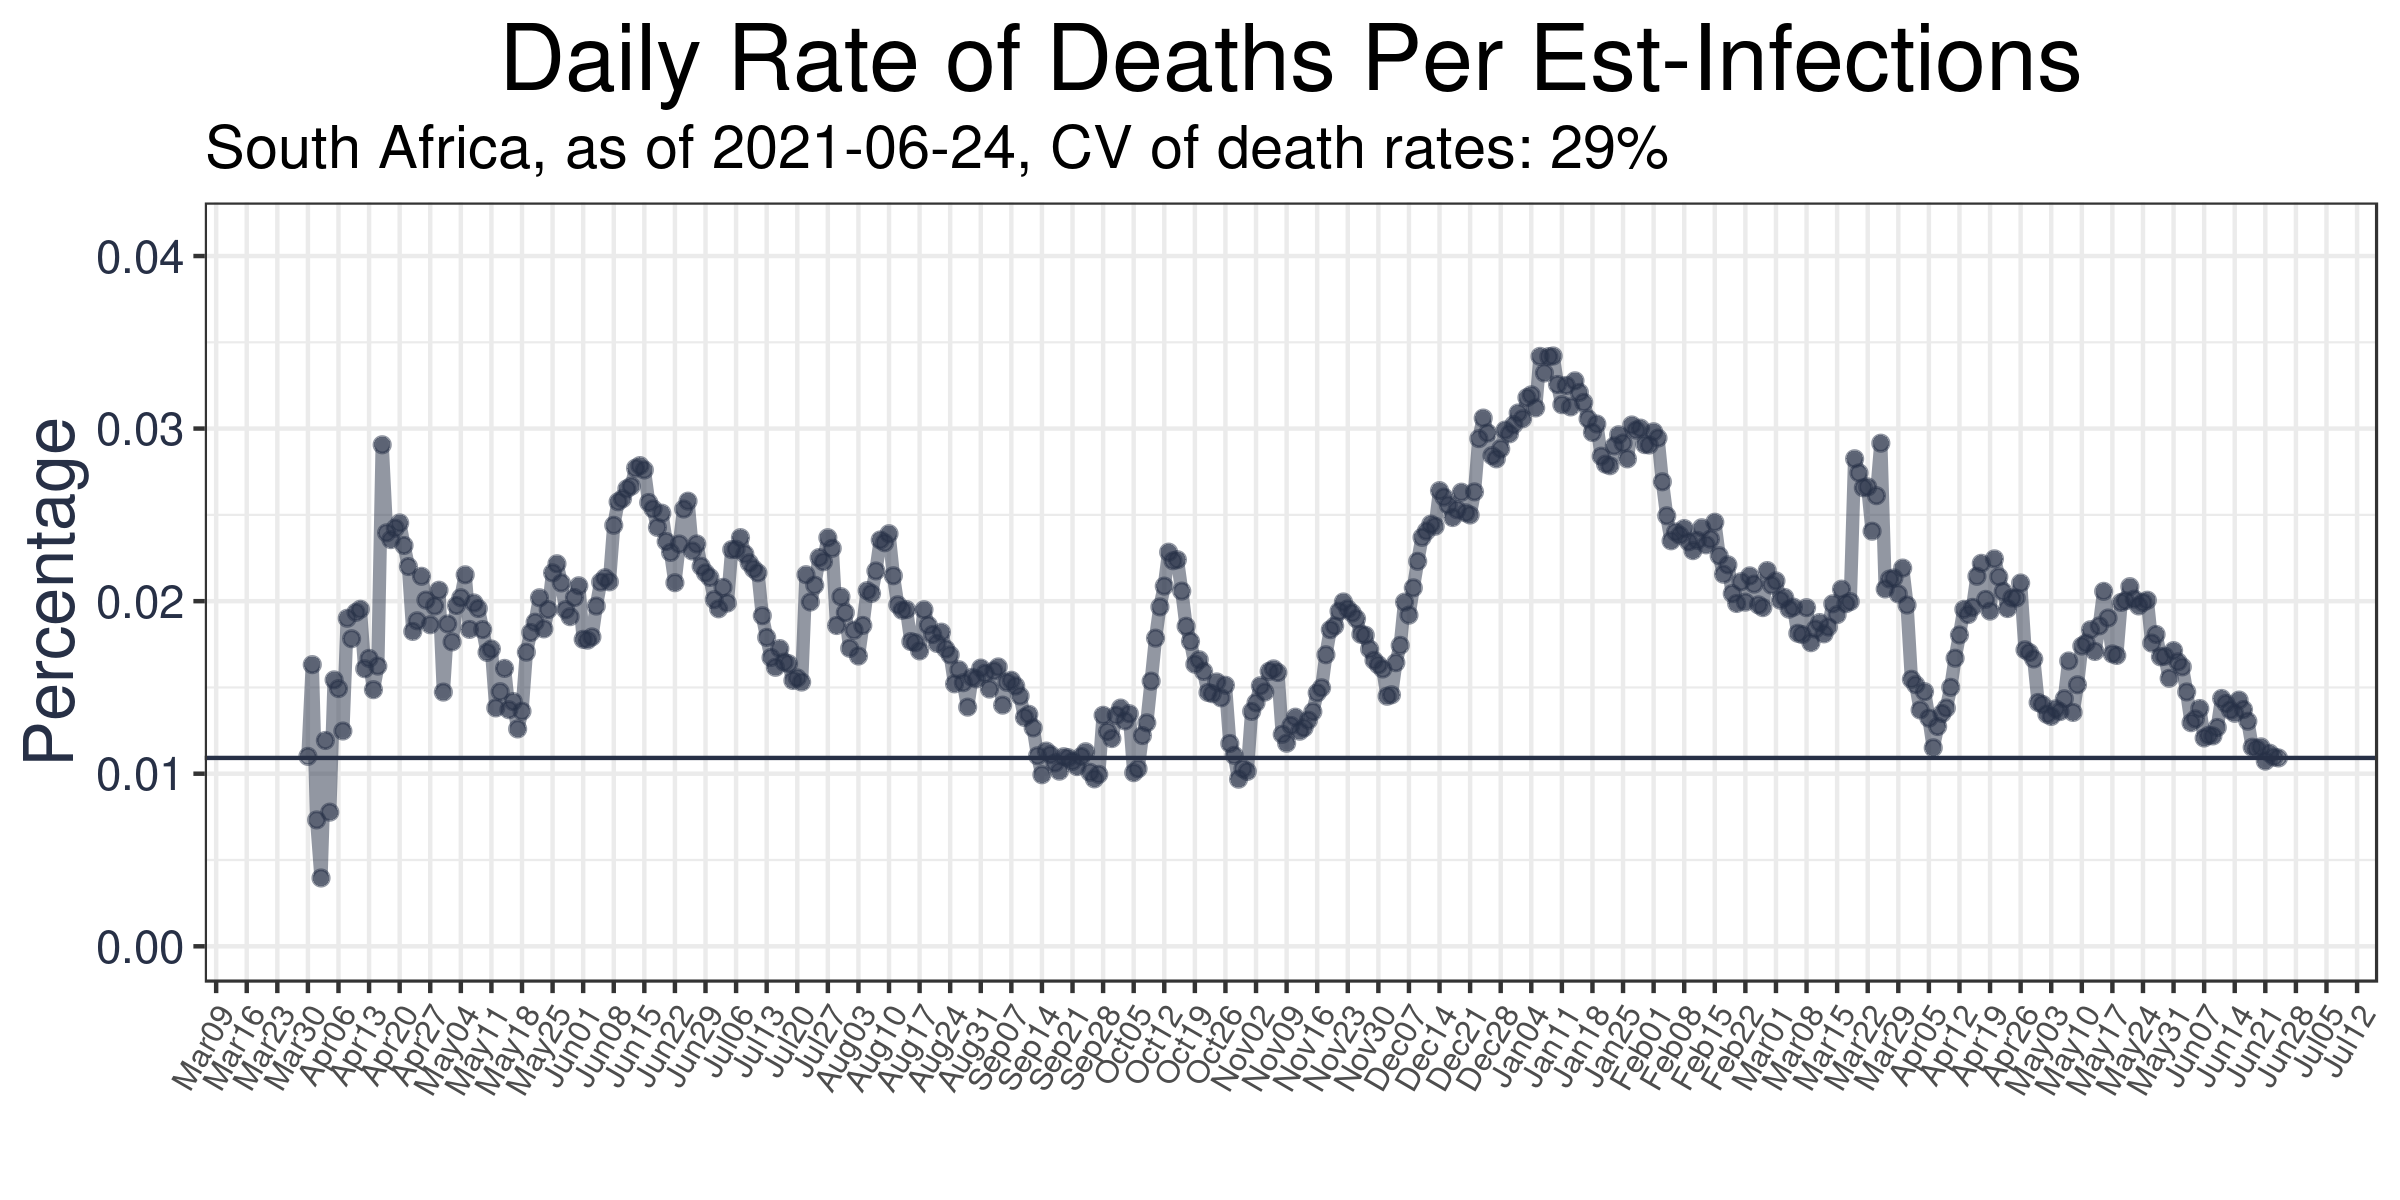 Daily Rate of Deaths Per Est-Infections
South Africa, as of 2021-06-24, CV of death rates: 29%
Percentage
0.04
0.03
0.02
0.01
0.00
Mar09 Mar16 Mar23 Mar30 Apr06 Apr13 Apr20 Apr27 May04 May11 May18 May25 Jun01 Jun08 Jun15 Jun22 Jun29 Jul06 Jul13 Jul20 Jul27 Aug03 Aug10 Aug17 Aug24 Aug31 Sep07 Sep14 Sep21 Sep28 Oct05 Oct12 Oct19 Oct26 Nov02 Nov09 Nov16 Nov23 Nov30 Dec07 Dec14 Dec21 Dec28 Jan04 Jan11 Jan18 Jan25 Feb01 Feb08 Feb15 Feb22 Mar01 Mar08 Mar15 Mar22 Mar29 Apr05 Apr12 Apr19 Apr26 May03 May10 May17 May24 May31 Jun07 Jun14 Jun21 Jun28 Jul05 Jul12